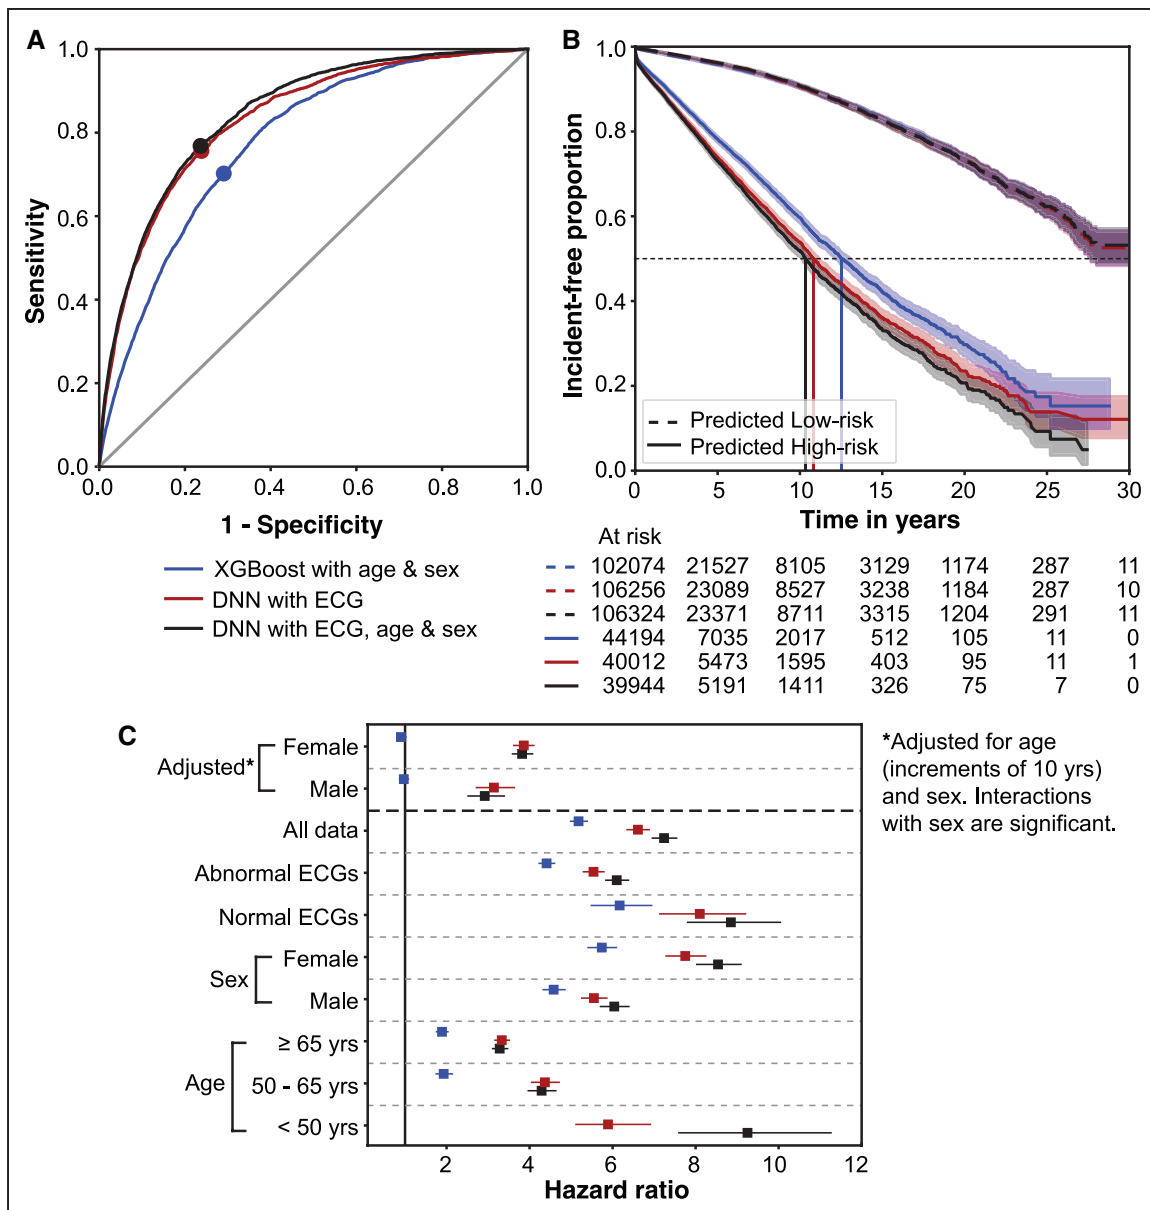 A
1.0
0.8
0.6
0.4
0.2
0.0
Sensitivity
0.0 0.2 0.4 0.6 0.8 1.0
1 - Specificity
XGBoost with age & sex
DNN with ECG
DNN with ECG, age & sex
B
1.0
0.8
0.6
0.4
0.2
0.0
Incident-free proportion
Predicted Low-risk
Predicted High-risk
0 5 10 15 20 25 30
Time in years
At risk
102074 21527 8105 3129 1174 287 11
106256 23089 8527 3238 1184 287 10
106324 23371 8711 3315 1204 291 11
44194 7035 2017 512 105 11 0
40012 5473 1595 403 95 11 1
39944 5191 1411 326 75 7 0
C
Adjusted*
Female
Male
All data
Abnormal ECGs
Normal ECGs
Sex
Female
Male
Age
≥ 65 yrs
50 - 65 yrs
< 50 yrs
2 4 6 8 10 12
Hazard ratio
*Adjusted for age
(increments of 10 yrs)
and sex. Interactions
with sex are significant.